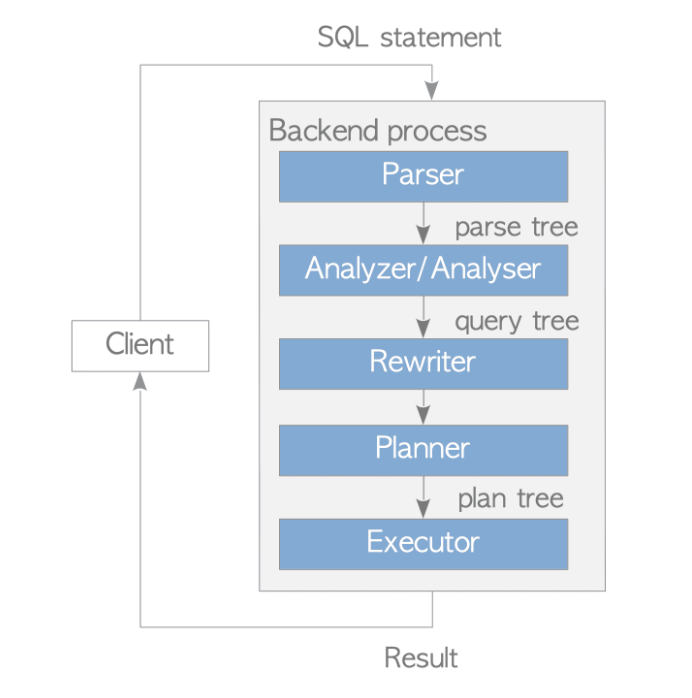 SQL statement
Backend process
Parser
parse tree
Analyzer/Analyser
query tree
Client
Rewriter
Planner
plan tree
Executor
Result